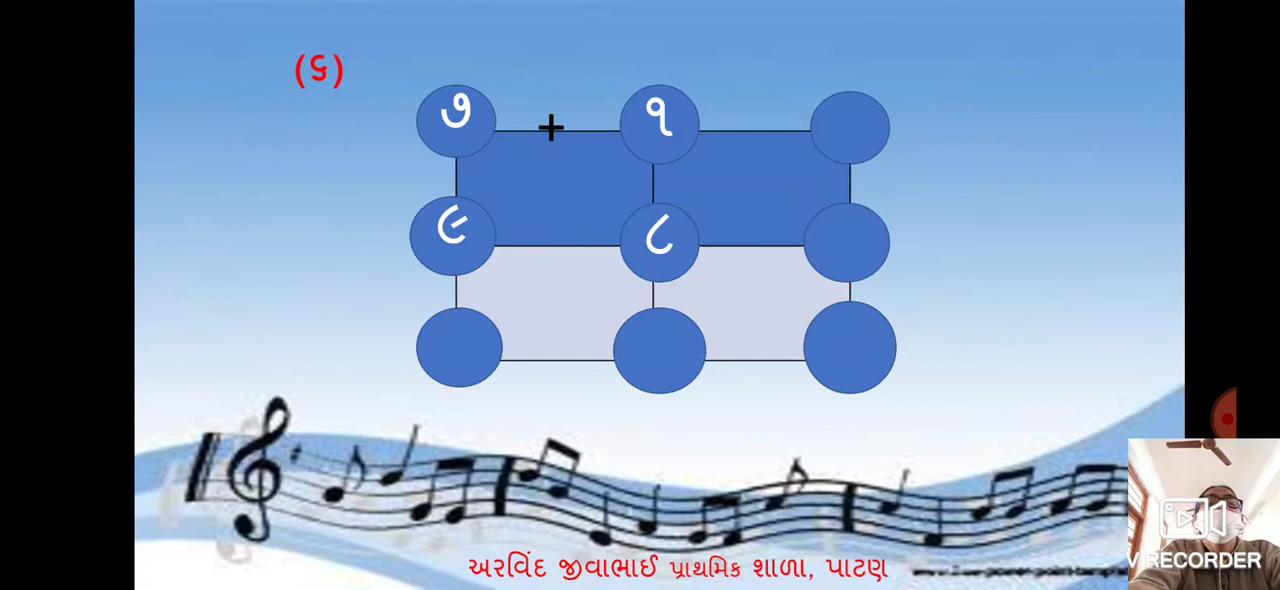 (૬)
૭ + ૧
૯ ૮
અરવિંદ જીવાભાઈ પ્રાથમિક શાળા, પાટણ
V RECORDER